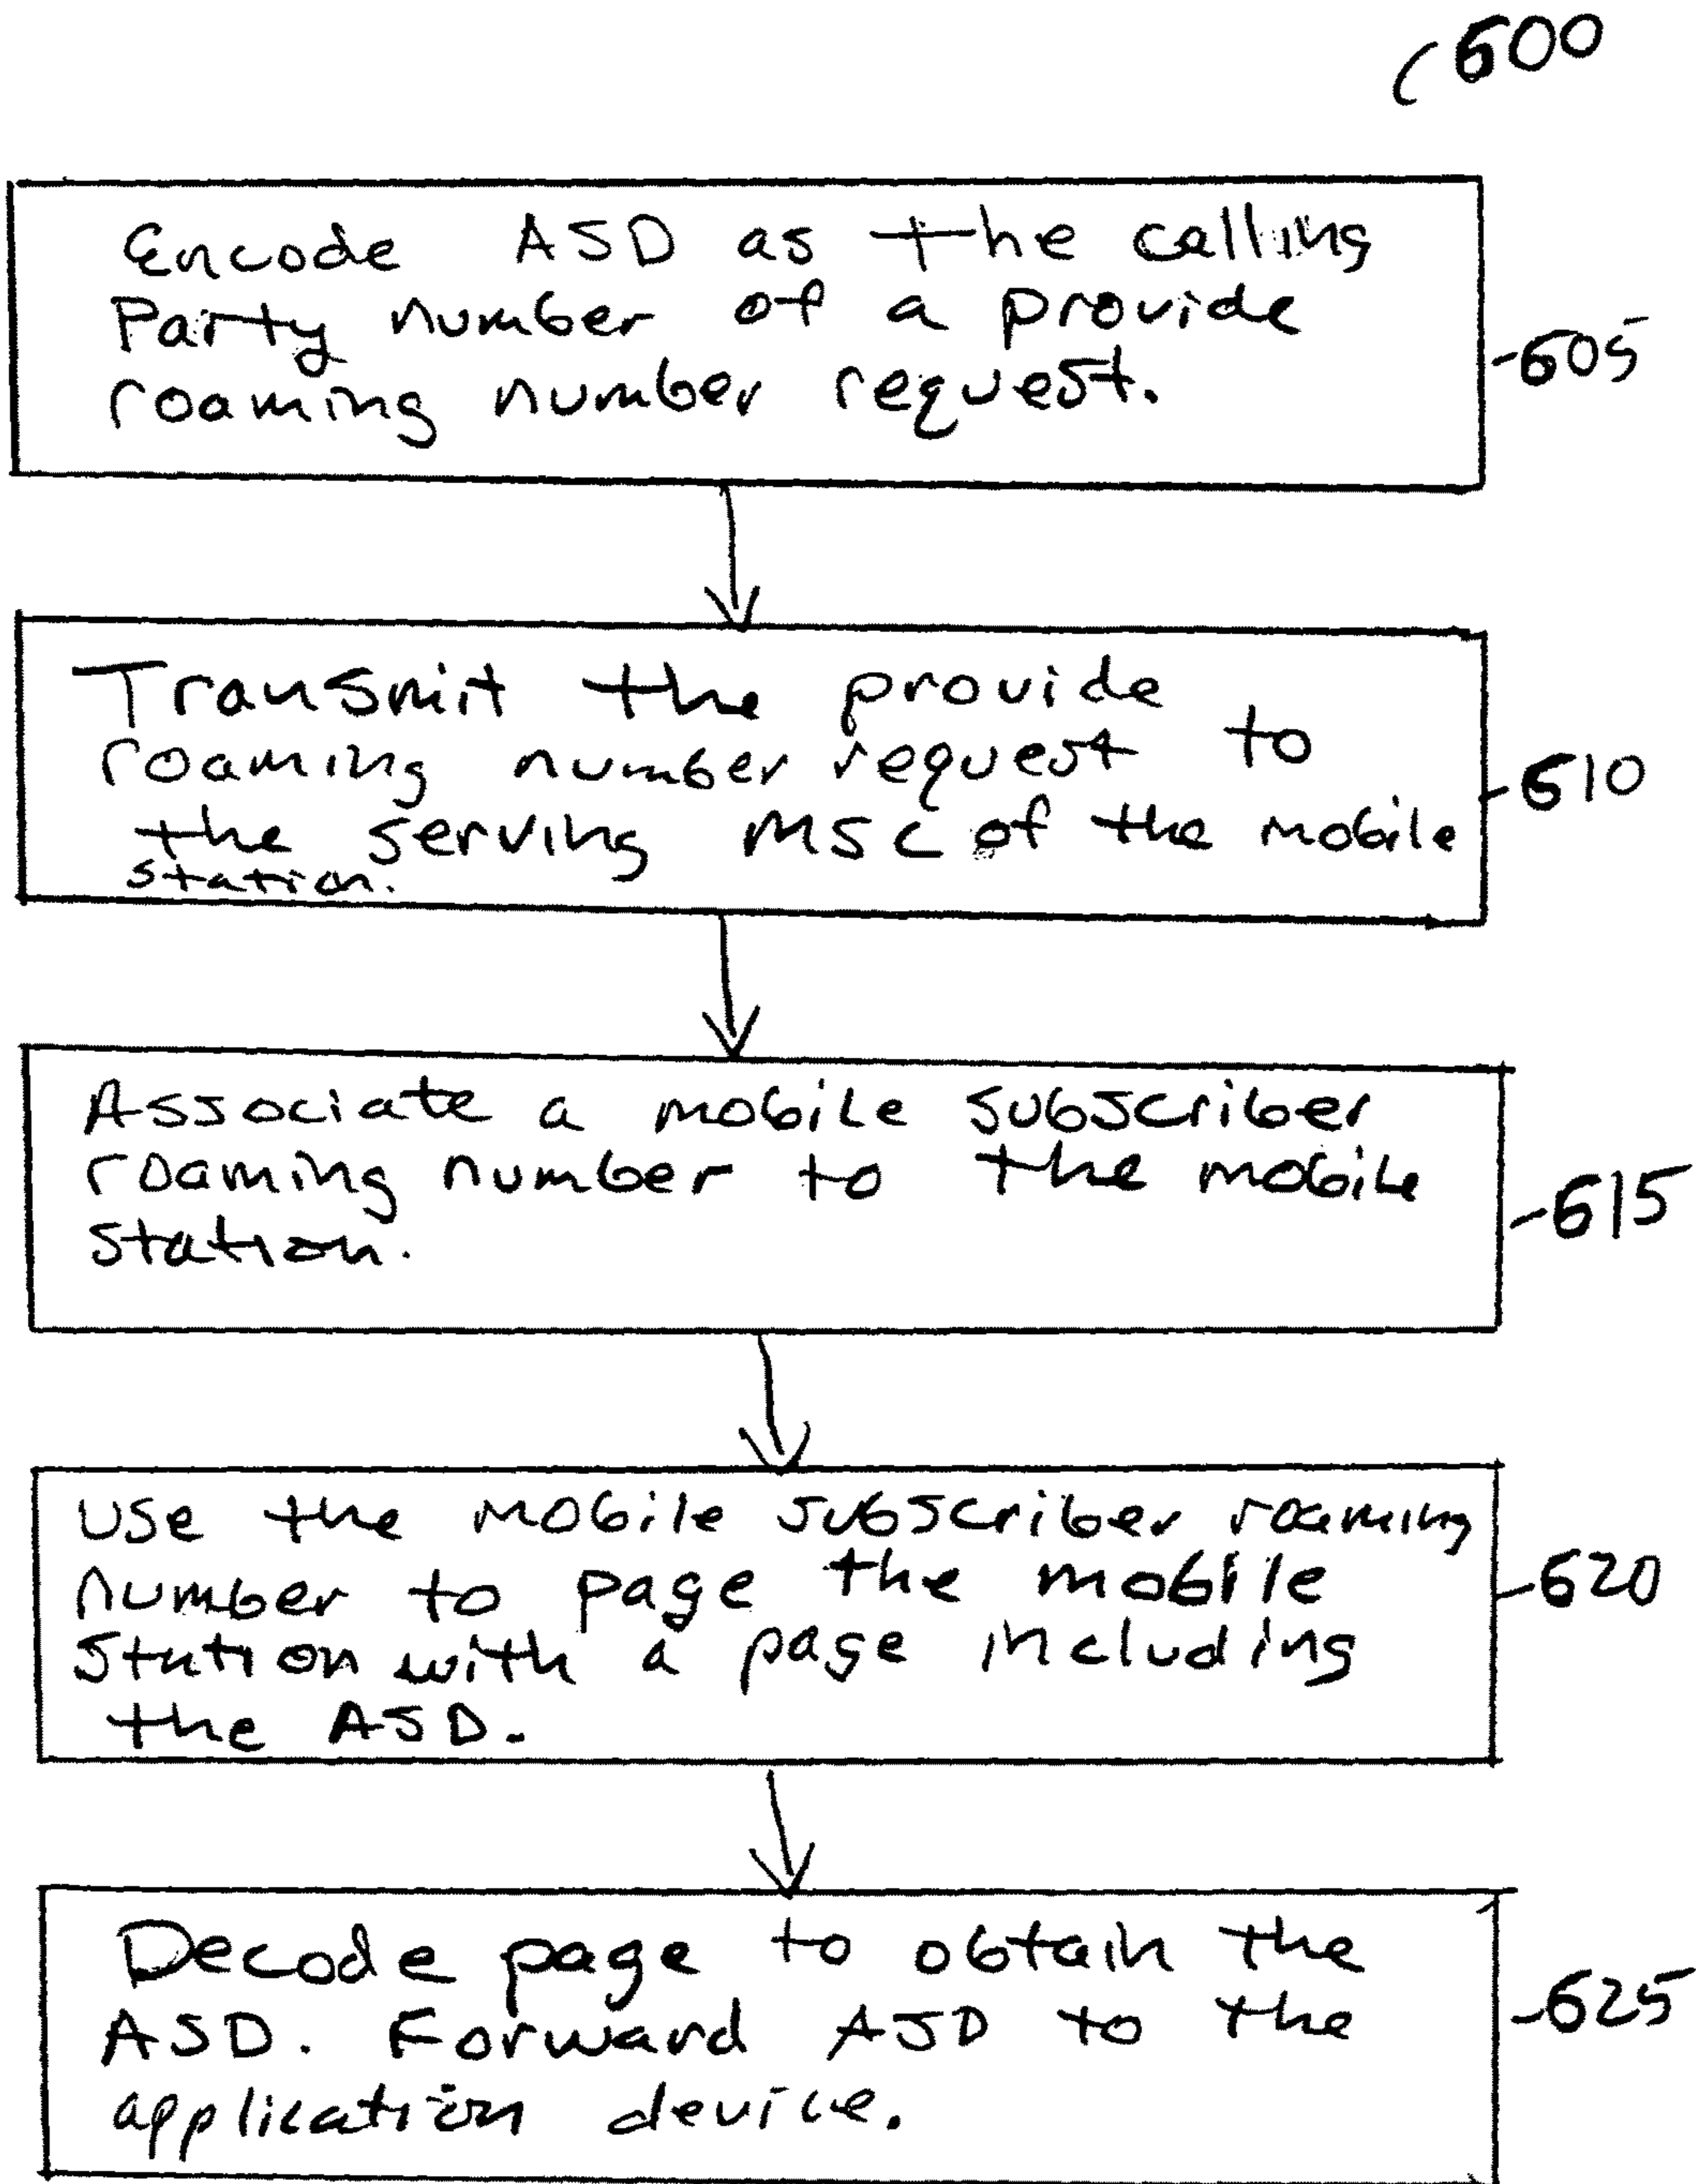 600
Encode ASD as the calling
Party number of a provide
roaming number request.
605
Transmit the provide
roaming number request to
the serving MSC of the mobile
station.
610
Associate a mobile subscriber
roaming number to the mobile
station.
615
Use the mobile subscriber roaming
number to page the mobile
station with a page including
the ASD.
620
Decode page to obtain the
ASD. Forward ASD to the
application device.
625